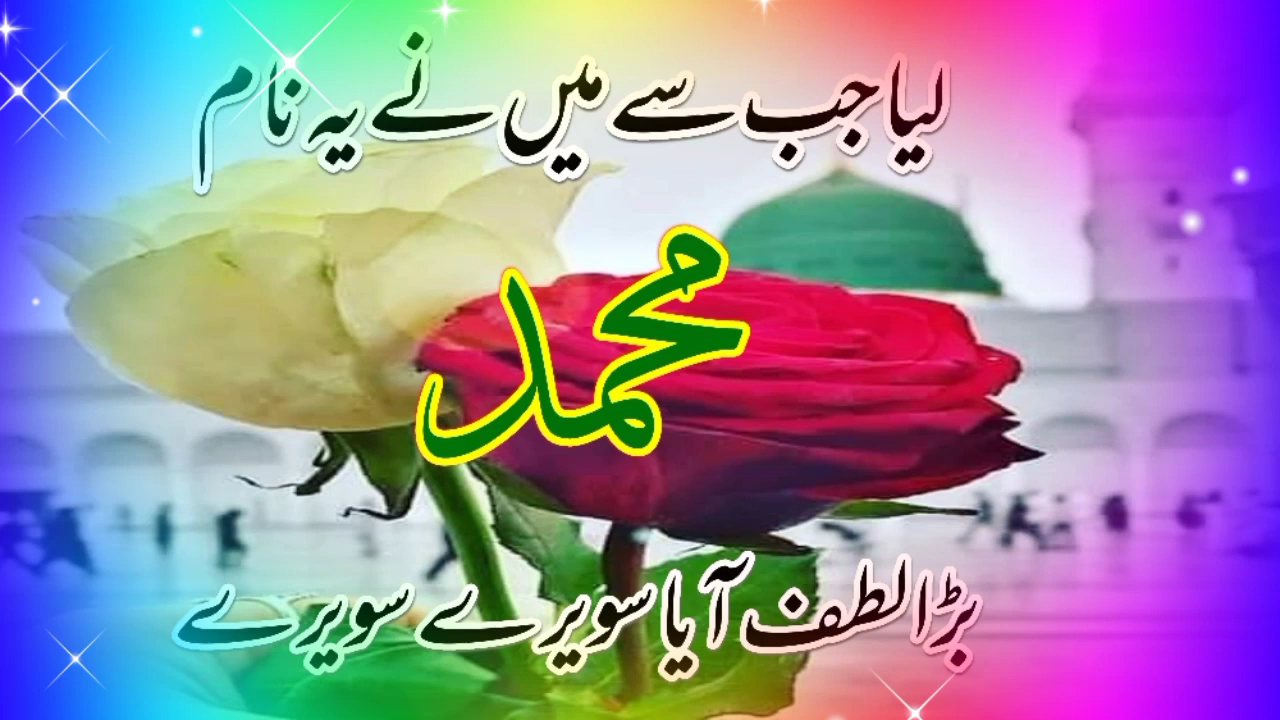 لیا جب سے میں نے یہ نام
محمد
بڑا لطف آیا سویرے سویرے